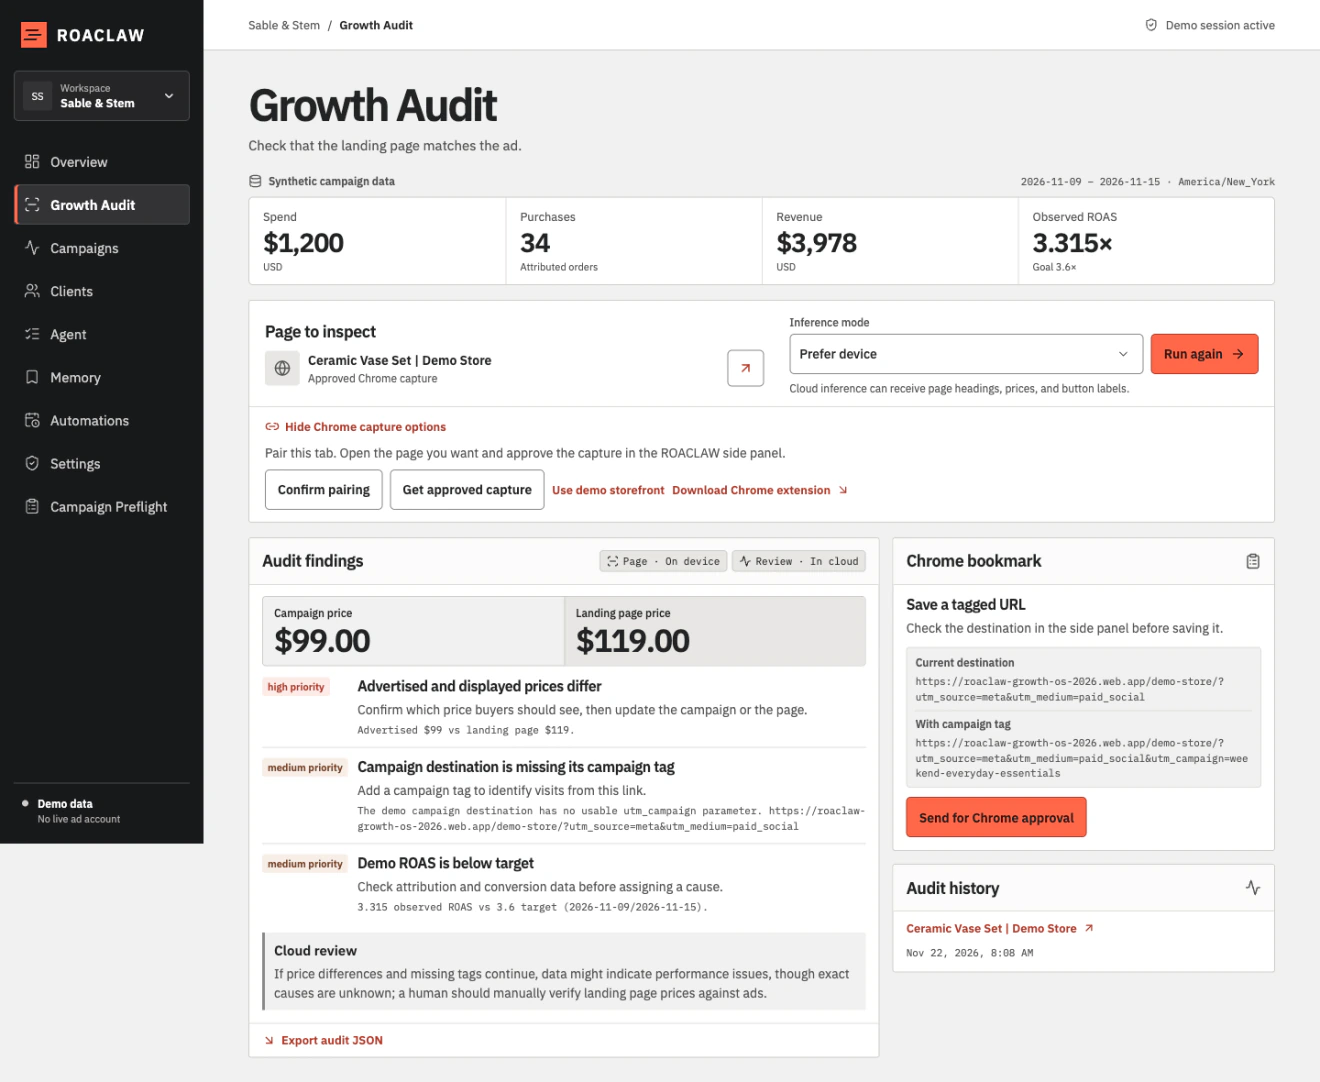 ROACLAW
SS
Workspace
Sable & Stem
Overview
Growth Audit
Campaigns
Clients
Agent
Memory
Automations
Settings
Campaign Preflight
Demo data
No live ad account
Sable & Stem / Growth Audit
Demo session active
Growth Audit
Check that the landing page matches the ad.
Synthetic campaign data
2026-11-09 – 2026-11-15 · America/New_York
Spend
$1,200
USD
Purchases
34
Attributed orders
Revenue
$3,978
USD
Observed ROAS
3.315×
Goal 3.6×
Page to inspect
Ceramic Vase Set | Demo Store
Approved Chrome capture
Inference mode
Prefer device
Run again
Cloud inference can receive page headings, prices, and button labels.
Hide Chrome capture options
Pair this tab. Open the page you want and approve the capture in the ROACLAW side panel.
Confirm pairing
Get approved capture
Use demo storefront
Download Chrome extension
Audit findings
Page · On device
Review · In cloud
Campaign price
$99.00
Landing page price
$119.00
high priority
Advertised and displayed prices differ
Confirm which price buyers should see, then update the campaign or the page.
Advertised $99 vs landing page $119.
medium priority
Campaign destination is missing its campaign tag
Add a campaign tag to identify visits from this link.
The demo campaign destination has no usable utm_campaign parameter. https://roaclaw-
growth-os-2026.web.app/demo-store/?utm_source=meta&utm_medium=paid_social
medium priority
Demo ROAS is below target
Check attribution and conversion data before assigning a cause.
3.315 observed ROAS vs 3.6 target (2026-11-09/2026-11-15).
Cloud review
If price differences and missing tags continue, data might indicate performance issues, though exact
causes are unknown; a human should manually verify landing page prices against ads.
Export audit JSON
Chrome bookmark
Save a tagged URL
Check the destination in the side panel before saving it.
Current destination
https://roaclaw-growth-os-2026.web.app/demo-store/?
utm_source=meta&utm_medium=paid_social
With campaign tag
https://roaclaw-growth-os-2026.web.app/demo-store/?
utm_source=meta&utm_medium=paid_social&utm_campaign=wee
kend-everyday-essentials
Send for Chrome approval
Audit history
Ceramic Vase Set | Demo Store
Nov 22, 2026, 8:08 AM